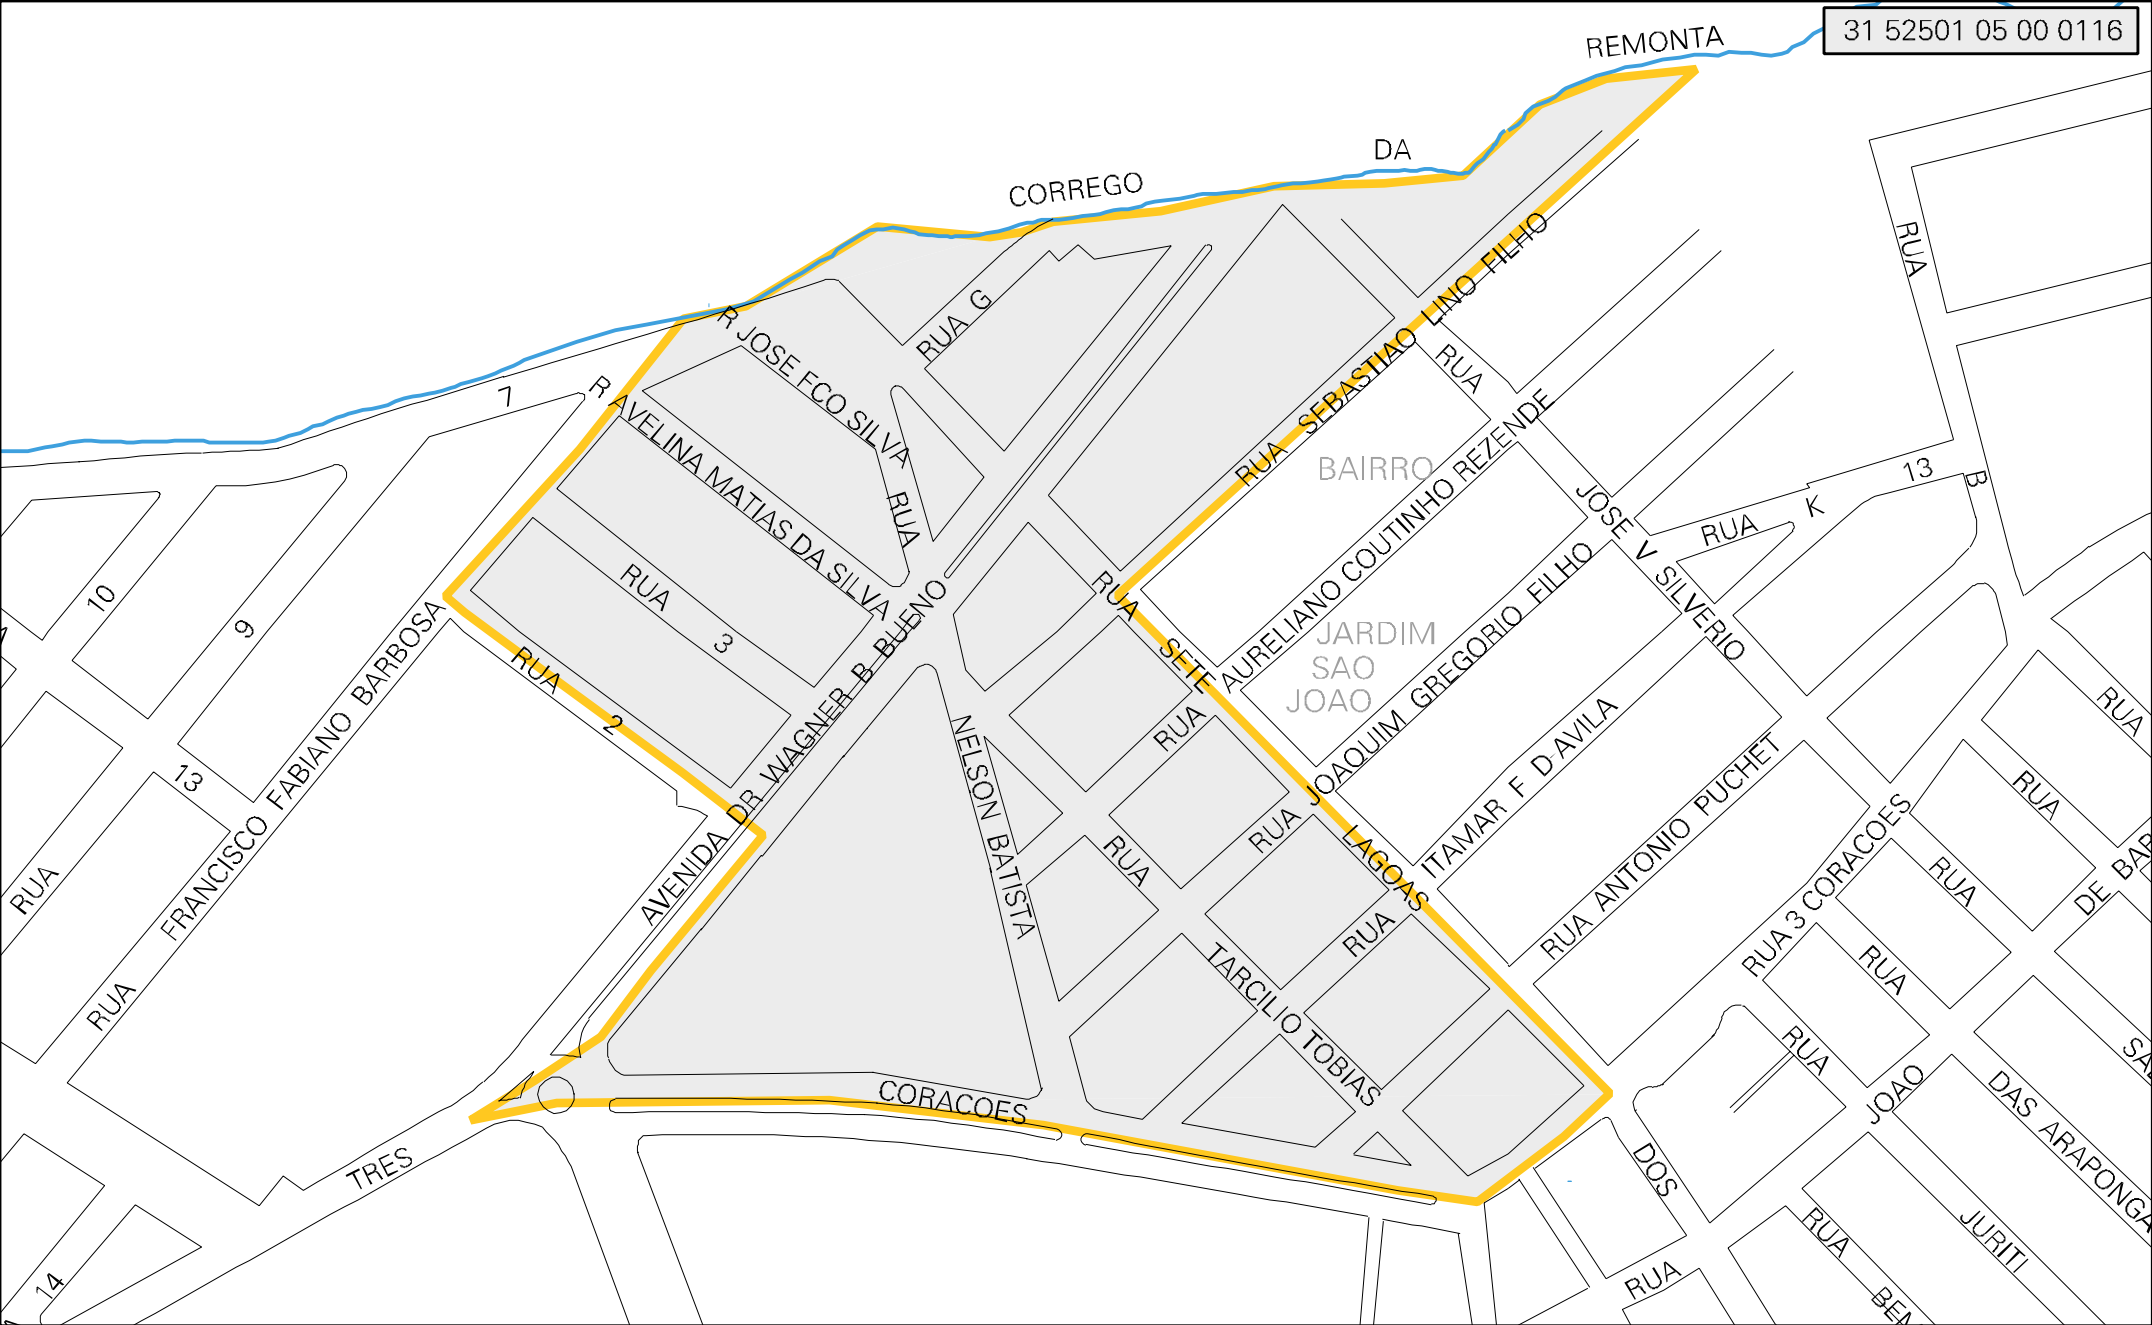 31 52501 05 00 0116
REMONTA
DA
CORREGO
RUA
RUA G
R JOSE FCO SILVA
RUA SEBASTIAO LINO FILHO
RUA
7
R AVELINA MATIAS DA SILVA
BAIRRO
AURELIANO COUTINHO REZENDE
13
B
K
RUA
JOSE V SILVERIO
RUA
RUA 3
10
9
RUA SETE LAGOAS
JARDIM
SAO
JOAO
JOAQUIM GREGORIO FILHO
RUA FRANCISCO FABIANO BARBOSA
RUA 2
AVENIDA DR WAGNER B BUENO
NELSON BATISTA
RUA
ITAMAR F D-AVILA
RUA ANTONIO PUCHET
RUA
13
RUA
RUA
RUA
RUA 3 CORACOES
RUA
RUA
DE BAR
RUA
RUA
TARCILIO TOBIAS
RUA
JOAO
DAS ARAPONGA
CORACOES
TRES
DOS
JURITI
RUA
RUA
14